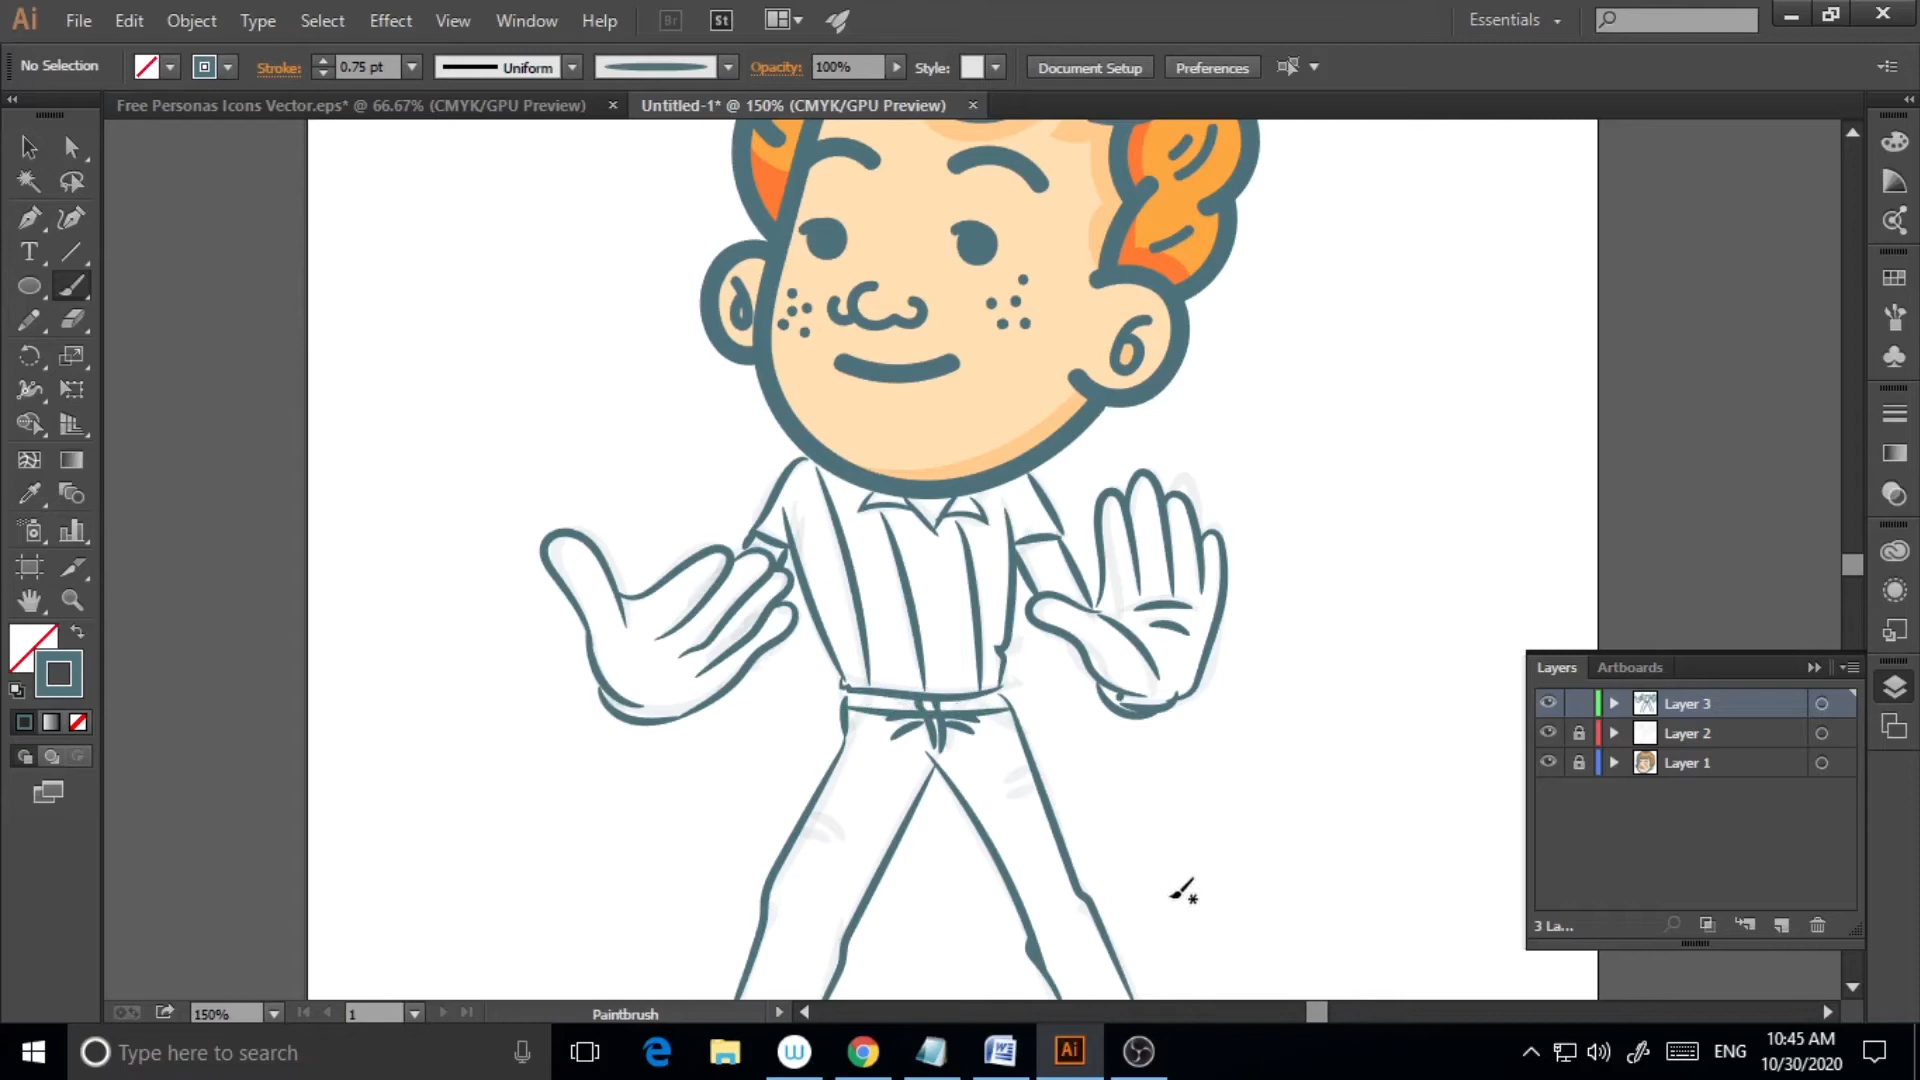 Ai File Edit Object Type Select Effect View Window Help Br St Essentials
No Selection Stroke: 0.75 pt Uniform Opacity: 100% Style: Document Setup Preferences
Free Personas Icons Vector.eps* @ 66.67% (CMYK/GPU Preview) × Untitled-1* @ 150% (CMYK/GPU Preview) ×
Layers Artboards
Layer 3
Layer 2
Layer 1
3 La...
150% 1 Paintbrush
Type here to search
W Ai ENG
10:45 AM
10/30/2020